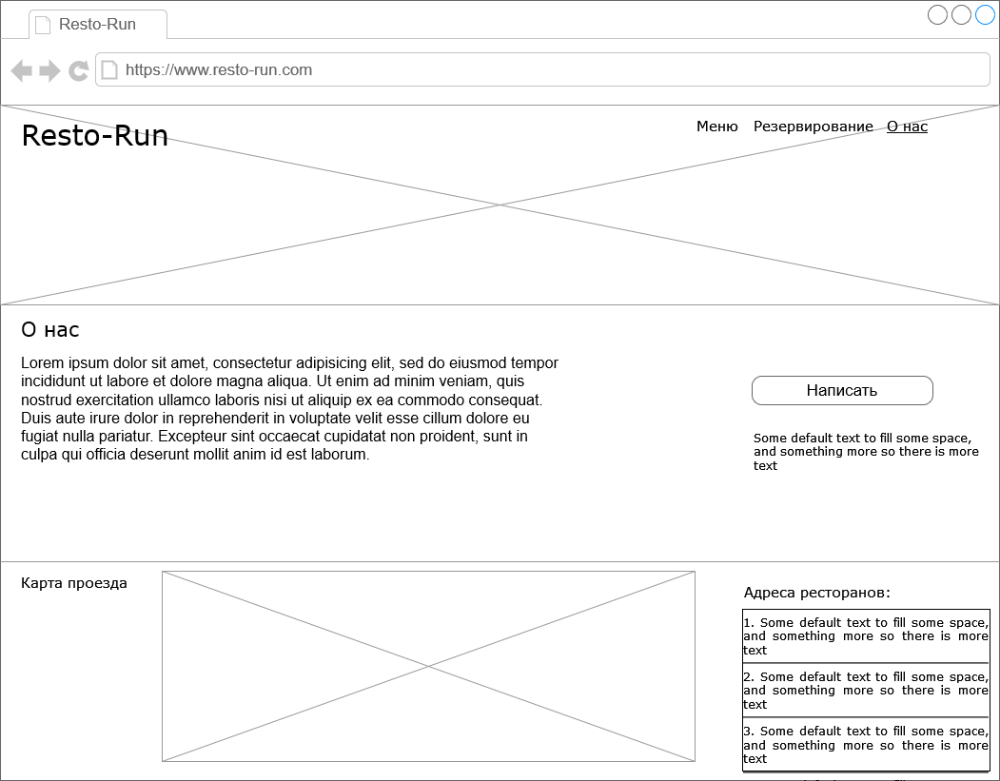 Resto-Run
https://www.resto-run.com
Resto-Run
Меню Резервирование О нас
О нас
Lorem ipsum dolor sit amet, consectetur adipisicing elit, sed do eiusmod tempor
incididunt ut labore et dolore magna aliqua. Ut enim ad minim veniam, quis
nostrud exercitation ullamco laboris nisi ut aliquip ex ea commodo consequat.
Duis aute irure dolor in reprehenderit in voluptate velit esse cillum dolore eu
fugiat nulla pariatur. Excepteur sint occaecat cupidatat non proident, sunt in
culpa qui officia deserunt mollit anim id est laborum.
Написать
Some default text to fill some space,
and something more so there is more
text
Карта проезда
Адреса ресторанов:
1. Some default text to fill some space,
and something more so there is more
text
2. Some default text to fill some space,
and something more so there is more
text
3. Some default text to fill some space,
and something more so there is more
text